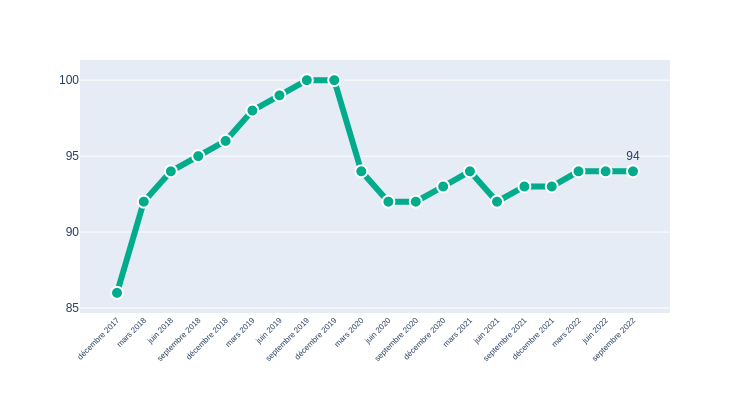 100
95
90
85
94
décembre 2017
mars 2018
juin 2018
septembre 2018
décembre 2018
mars 2019
juin 2019
septembre 2019
décembre 2019
mars 2020
juin 2020
septembre 2020
décembre 2020
mars 2021
juin 2021
septembre 2021
décembre 2021
mars 2022
juin 2022
septembre 2022